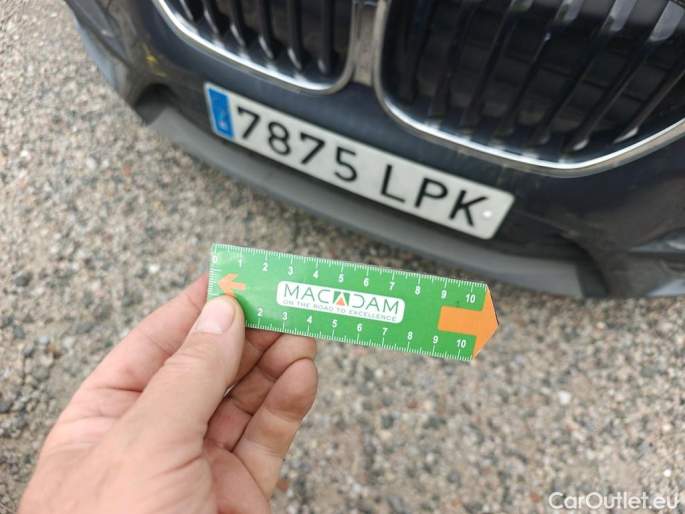 7875 LPK
0 1 2 3 4 5 6 7 8 9 10
MACADAM
ON THE ROAD TO EXCELLENCE
2 3 4 5 6 7 8 9 10
CarOutlet.eu